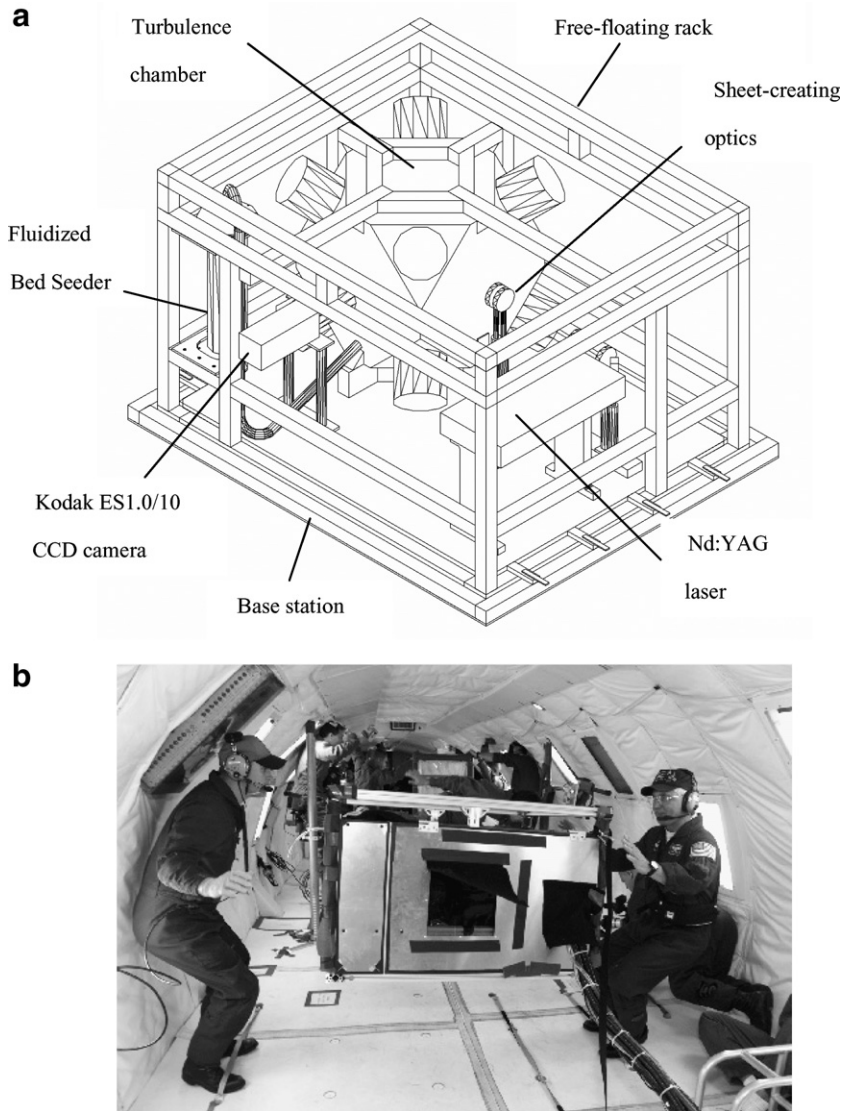 a
Turbulence
chamber
Free-floating rack
Sheet-creating
optics
Fluidized
Bed Seeder
Kodak ES1.0/10
CCD camera
Base station
Nd:YAG
laser
b